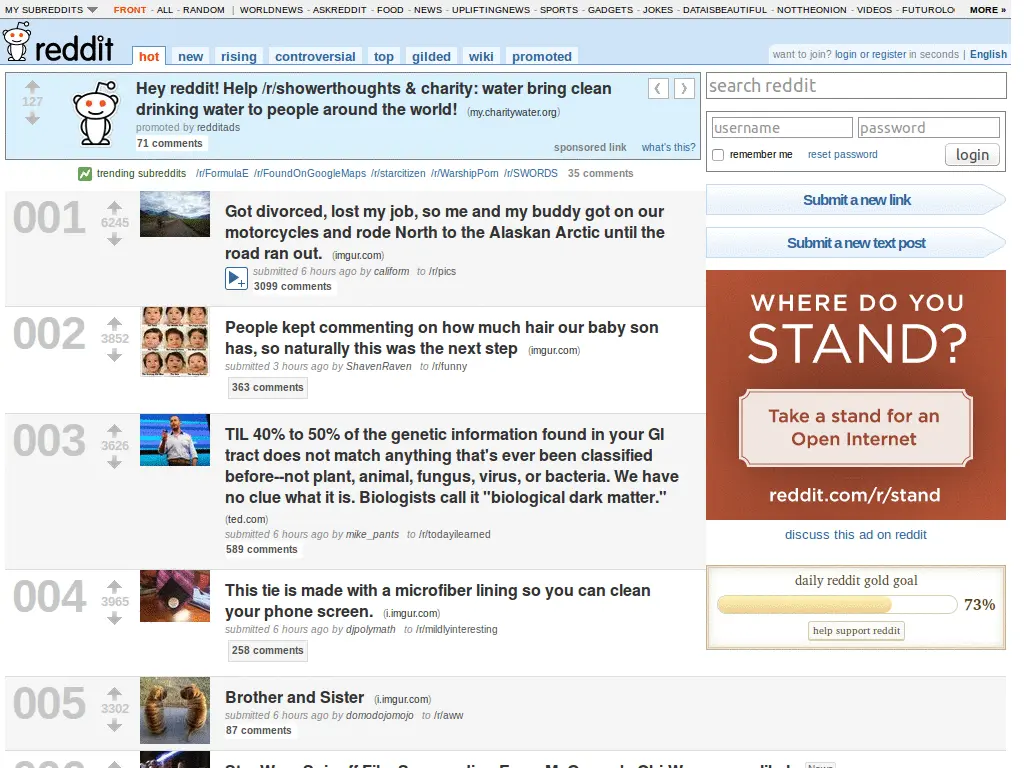 MY SUBREDDITS FRONT - ALL - RANDOM | WORLDNEWS - ASKREDDIT - FOOD - NEWS - UPLIFTINGNEWS - SPORTS - GADGETS - JOKES - DATAISBEAUTIFUL - NOTTHEONION - VIDEOS - FUTUROLO MORE »
reddit hot new rising controversial top gilded wiki promoted
want to join? login or register in seconds | English
127
Hey reddit! Help /r/showerthoughts & charity: water bring clean
drinking water to people around the world! (my.charitywater.org)
promoted by redditads
71 comments
sponsored link what's this?
trending subreddits /r/FormulaE /r/FoundOnGoogleMaps /r/starcitizen /r/WarshipPorn /r/SWORDS 35 comments
001
6245
Got divorced, lost my job, so me and my buddy got on our
motorcycles and rode North to the Alaskan Arctic until the
road ran out. (imgur.com)
submitted 6 hours ago by californ to /r/pics
3099 comments
002
3852
People kept commenting on how much hair our baby son
has, so naturally this was the next step (imgur.com)
submitted 3 hours ago by ShavenRaven to /r/funny
363 comments
003
3626
TIL 40% to 50% of the genetic information found in your GI
tract does not match anything that's ever been classified
before--not plant, animal, fungus, virus, or bacteria. We have
no clue what it is. Biologists call it "biological dark matter."
(ted.com)
submitted 6 hours ago by mike_pants to /r/todayilearned
589 comments
004
3965
This tie is made with a microfiber lining so you can clean
your phone screen. (i.imgur.com)
submitted 6 hours ago by djpolymath to /r/mildlyinteresting
258 comments
005
3302
Brother and Sister (i.imgur.com)
submitted 6 hours ago by domodojomojo to /r/aww
87 comments
search reddit
username password
remember me reset password login
Submit a new link
Submit a new text post
WHERE DO YOU
STAND?
Take a stand for an
Open Internet
reddit.com/r/stand
discuss this ad on reddit
daily reddit gold goal
73%
help support reddit